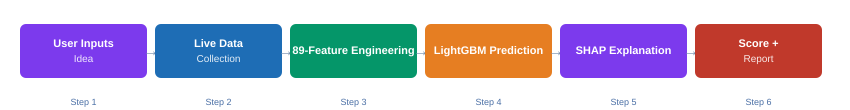 User Inputs
Idea
Live Data
Collection
89-Feature Engineering
LightGBM Prediction
SHAP Explanation
Score +
Report
Step 1
Step 2
Step 3
Step 4
Step 5
Step 6